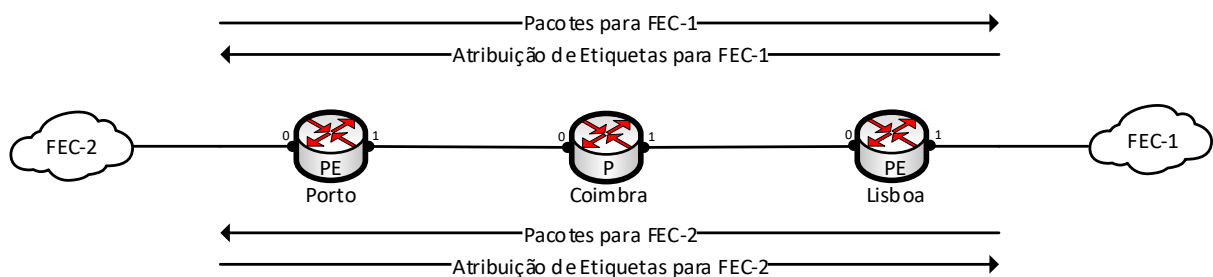 Pacotes para FEC-1
Atribuição de Etiquetas para FEC-1
FEC-2
0
1
PE
Porto
0
1
P
Coimbra
0
1
PE
Lisboa
FEC-1
Pacotes para FEC-2
Atribuição de Etiquetas para FEC-2